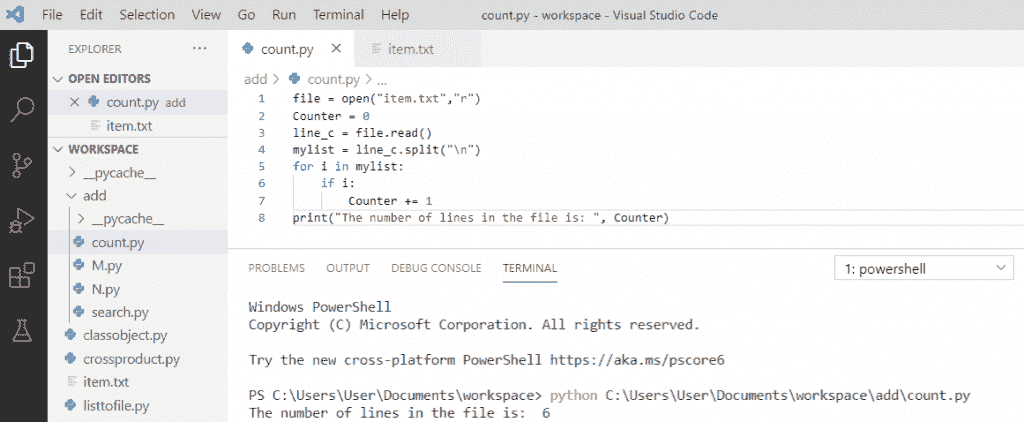 File Edit Selection View Go Run Terminal Help count.py - workspace - Visual Studio Code
EXPLORER ...
OPEN EDITORS
count.py add
item.txt
WORKSPACE
__pycache__
add
__pycache__
count.py
M.py
N.py
search.py
classobject.py
crossproduct.py
item.txt
listtofile.py
count.py item.txt
add > count.py > ...
1 file = open("item.txt","r")
2 Counter = 0
3 line_c = file.read()
4 mylist = line_c.split("\n")
5 for i in mylist:
6     if i:
7         Counter += 1
8 print("The number of lines in the file is: ", Counter)
PROBLEMS OUTPUT DEBUG CONSOLE TERMINAL 1: powershell
Windows PowerShell
Copyright (C) Microsoft Corporation. All rights reserved.
Try the new cross-platform PowerShell https://aka.ms/pscore6
PS C:\Users\User\Documents\workspace> python C:\Users\User\Documents\workspace\add\count.py
The number of lines in the file is:  6